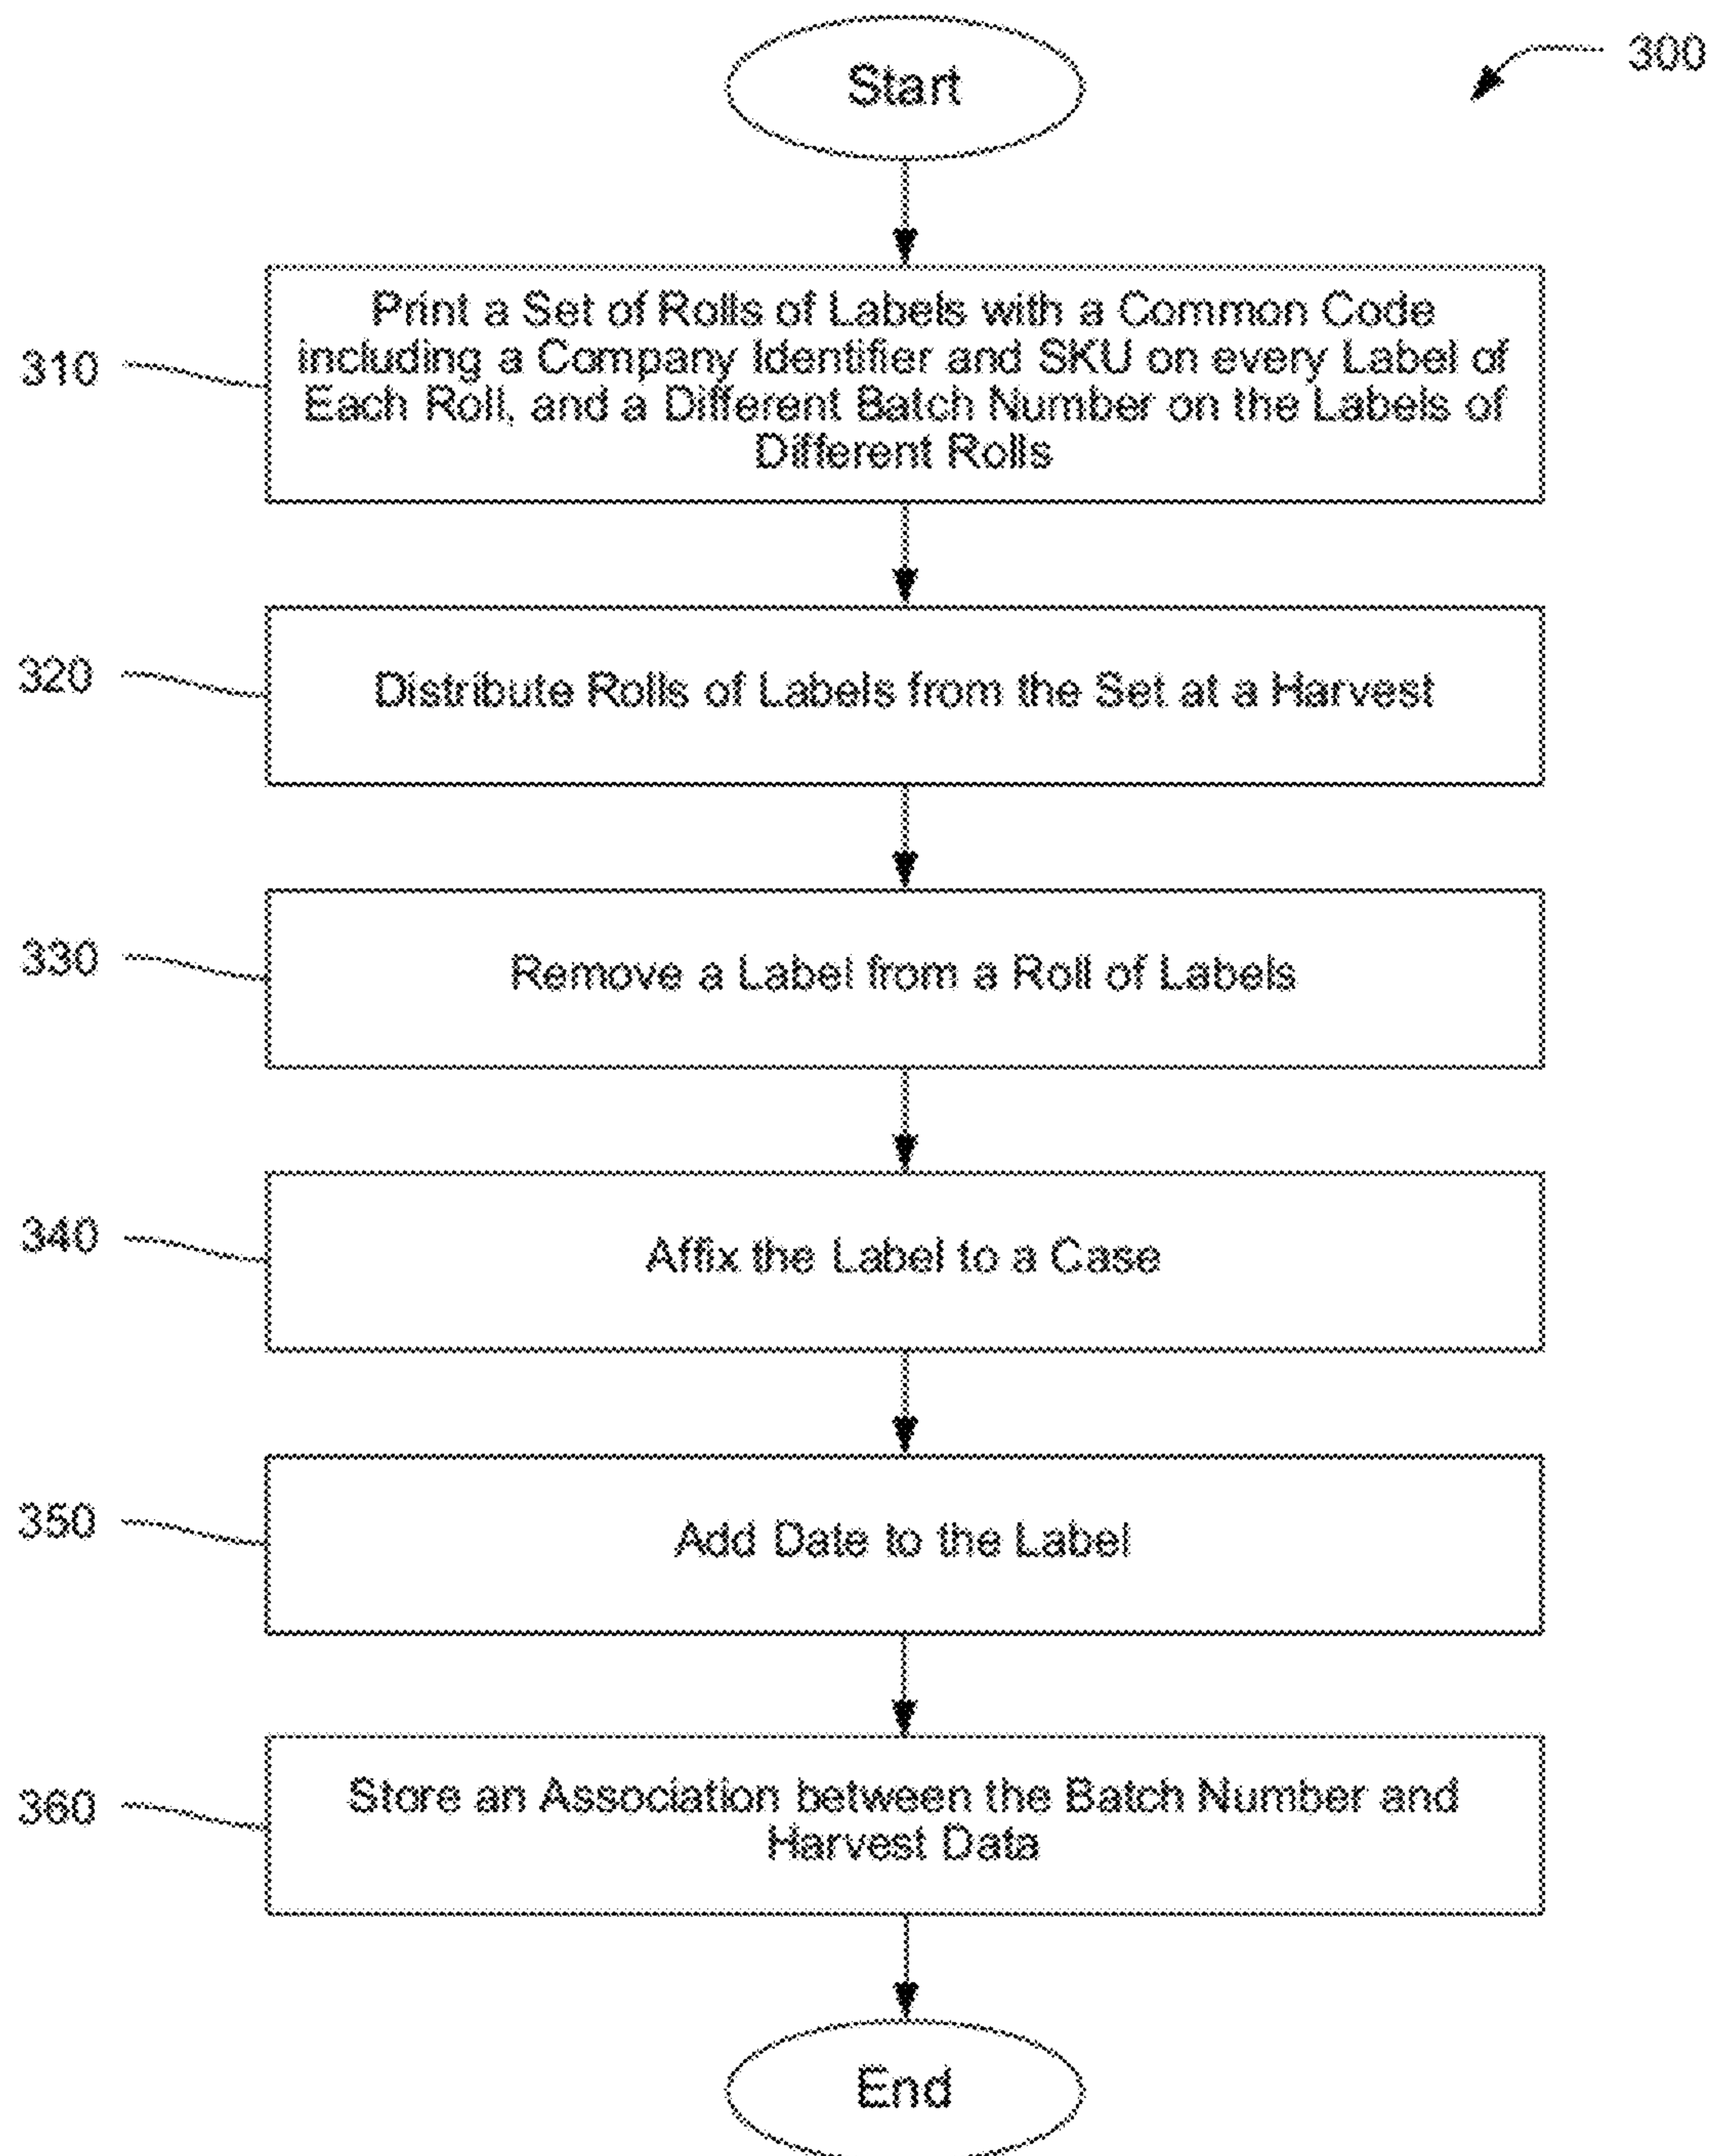 Start
300
310
Print a Set of Rolls of Labels with a Common Code
including a Company Identifier and SKU on every Label of
Each Roll, and a Different Batch Number on the Labels of
Different Rolls
320
Distribute Rolls of Labels from the Set at a Harvest
330
Remove a Label from a Roll of Labels
340
Affix the Label to a Case
350
Add Date to the Label
360
Store an Association between the Batch Number and
Harvest Data
End